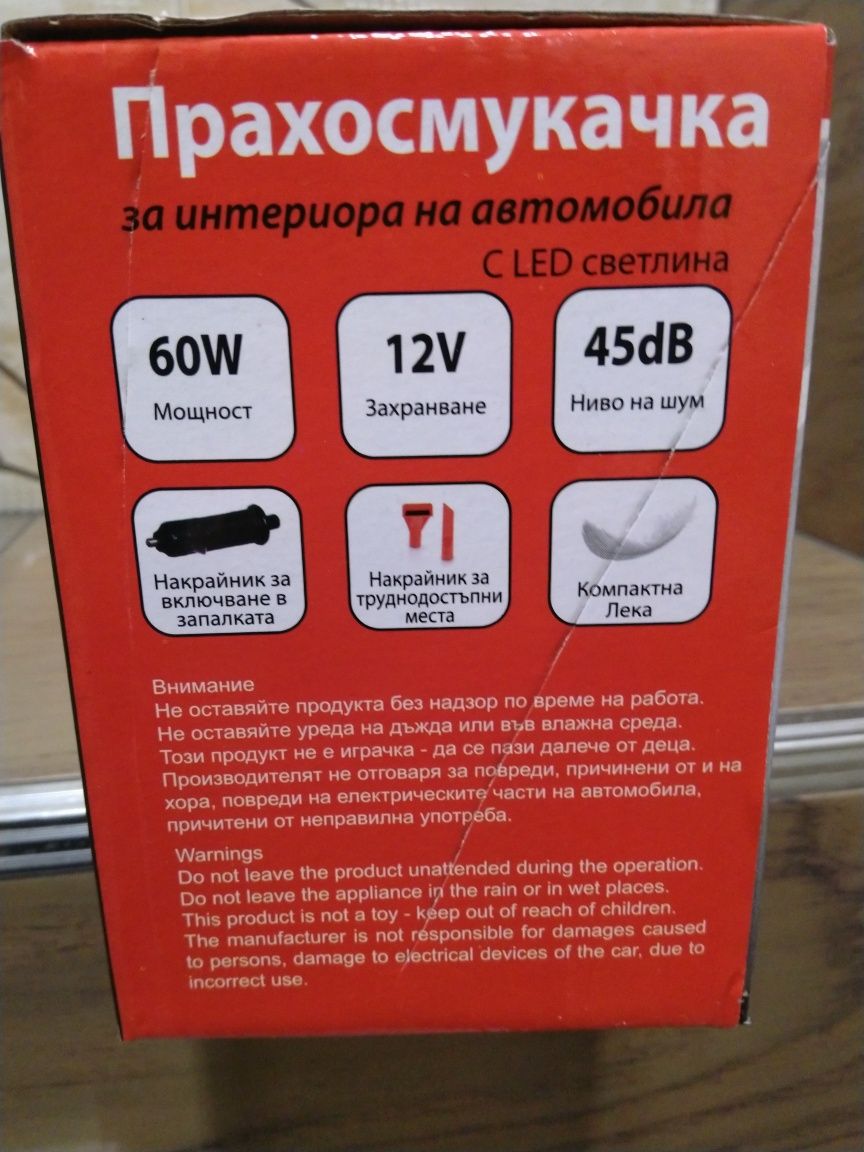 Прахосмукачка
за интериора на автомобила
С LED светлина
60W
Мощност
12V
Захранване
45dB
Ниво на шум
Накрайник за
включване в
запалката
Накрайник за
труднодостъпни
места
Компактна
Лека
Внимание
Не оставяйте продукта без надзор по време на работа.
Не оставяйте уреда на дъжда или във влажна среда.
Този продукт не е играчка - да се пази далече от деца.
Производителят не отговаря за повреди, причинени от и на
хора, повреди на електрическите части на автомобила,
причитени от неправилна употреба.
Warnings
Do not leave the product unattended during the operation.
Do not leave the appliance in the rain or in wet places.
This product is not a toy - keep out of reach of children.
The manufacturer is not responsible for damages caused
to persons, damage to electrical devices of the car, due to
incorrect use.